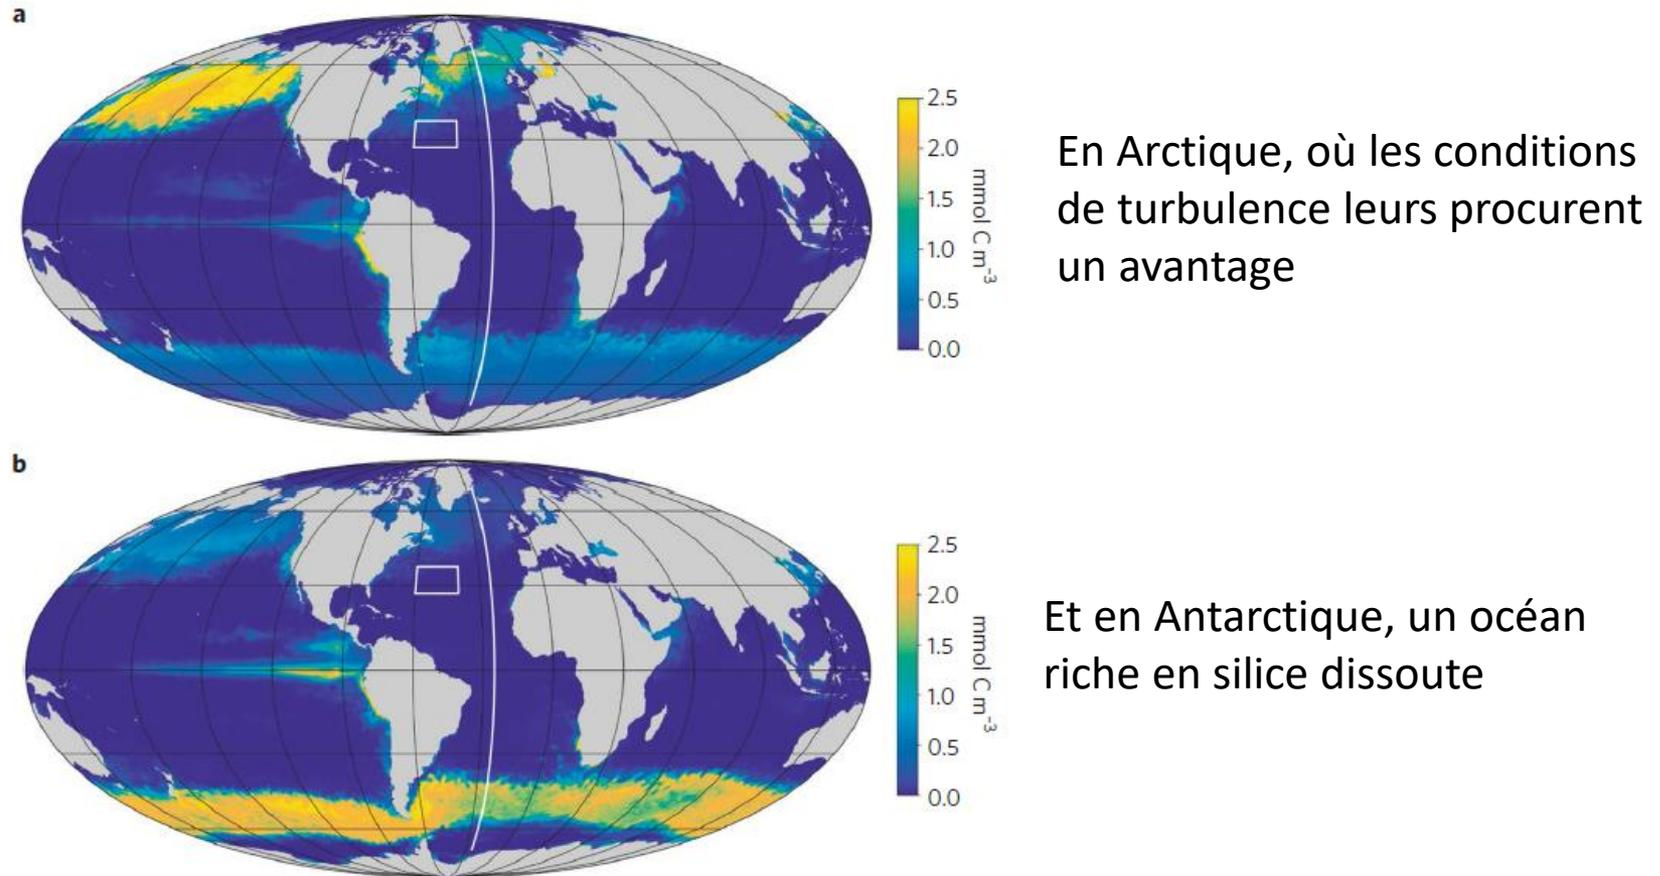 a
2.5
2.0
1.5
1.0
0.5
0.0
mmol C m⁻³
En Arctique, où les conditions
de turbulence leurs procurent
un avantage
b
2.5
2.0
1.5
1.0
0.5
0.0
mmol C m⁻³
Et en Antarctique, un océan
riche en silice dissoute